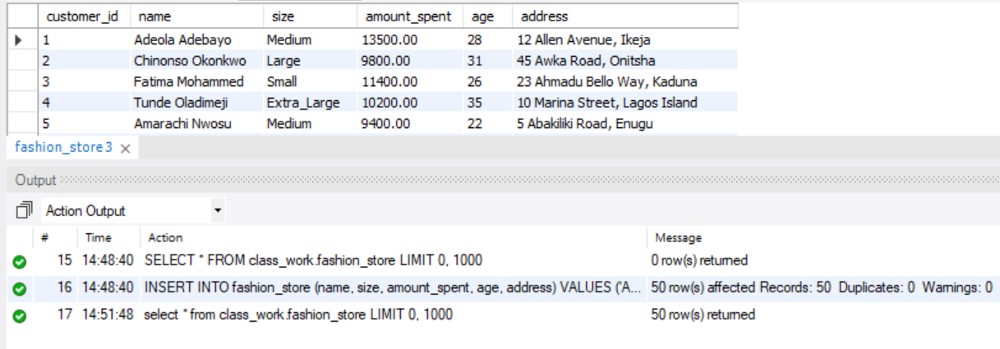 customer_id name size amount_spent age address
1 Adeola Adebayo Medium 13500.00 28 12 Allen Avenue, Ikeja
2 Chinonso Okonkwo Large 9800.00 31 45 Awka Road, Onitsha
3 Fatima Mohammed Small 11400.00 26 23 Ahmadu Bello Way, Kaduna
4 Tunde Oladimeji Extra_Large 10200.00 35 10 Marina Street, Lagos Island
5 Amarachi Nwosu Medium 9400.00 22 5 Abakiliki Road, Enugu
fashion_store3 ×
Output
Action Output
# Time Action Message
15 14:48:40 SELECT * FROM class_work.fashion_store LIMIT 0, 1000 0 row(s) returned
16 14:48:40 INSERT INTO fashion_store (name, size, amount_spent, age, address) VALUES ('A... 50 row(s) affected Records: 50 Duplicates: 0 Warnings: 0
17 14:51:48 select * from class_work.fashion_store LIMIT 0, 1000 50 row(s) returned